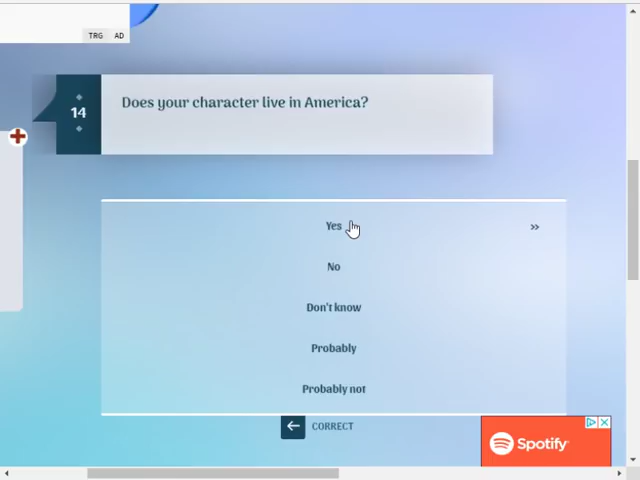 TRG AD
14
Does your character live in America?
Yes
No
Don't know
Probably
Probably not
CORRECT
Spotify